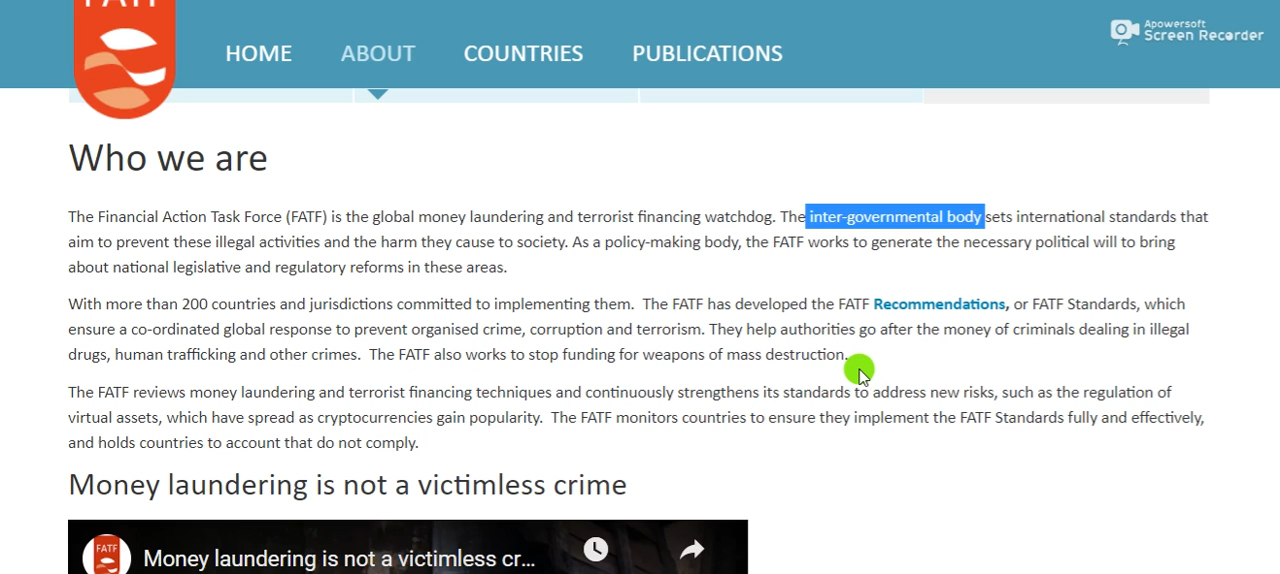 FATF
HOME ABOUT COUNTRIES PUBLICATIONS
Apowersoft
Screen Recorder
Who we are
The Financial Action Task Force (FATF) is the global money laundering and terrorist financing watchdog. The inter-governmental body sets international standards that
aim to prevent these illegal activities and the harm they cause to society. As a policy-making body, the FATF works to generate the necessary political will to bring
about national legislative and regulatory reforms in these areas.
With more than 200 countries and jurisdictions committed to implementing them.  The FATF has developed the FATF Recommendations, or FATF Standards, which
ensure a co-ordinated global response to prevent organised crime, corruption and terrorism. They help authorities go after the money of criminals dealing in illegal
drugs, human trafficking and other crimes.  The FATF also works to stop funding for weapons of mass destruction.
The FATF reviews money laundering and terrorist financing techniques and continuously strengthens its standards to address new risks, such as the regulation of
virtual assets, which have spread as cryptocurrencies gain popularity.  The FATF monitors countries to ensure they implement the FATF Standards fully and effectively,
and holds countries to account that do not comply.
Money laundering is not a victimless crime
FATF
Money laundering is not a victimless cr...